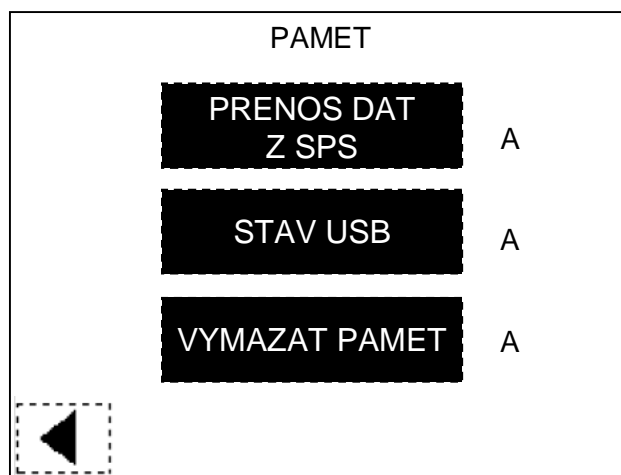 PAMET
PRENOS DAT
Z SPS
A
STAV USB
A
VYMAZAT PAMET
A